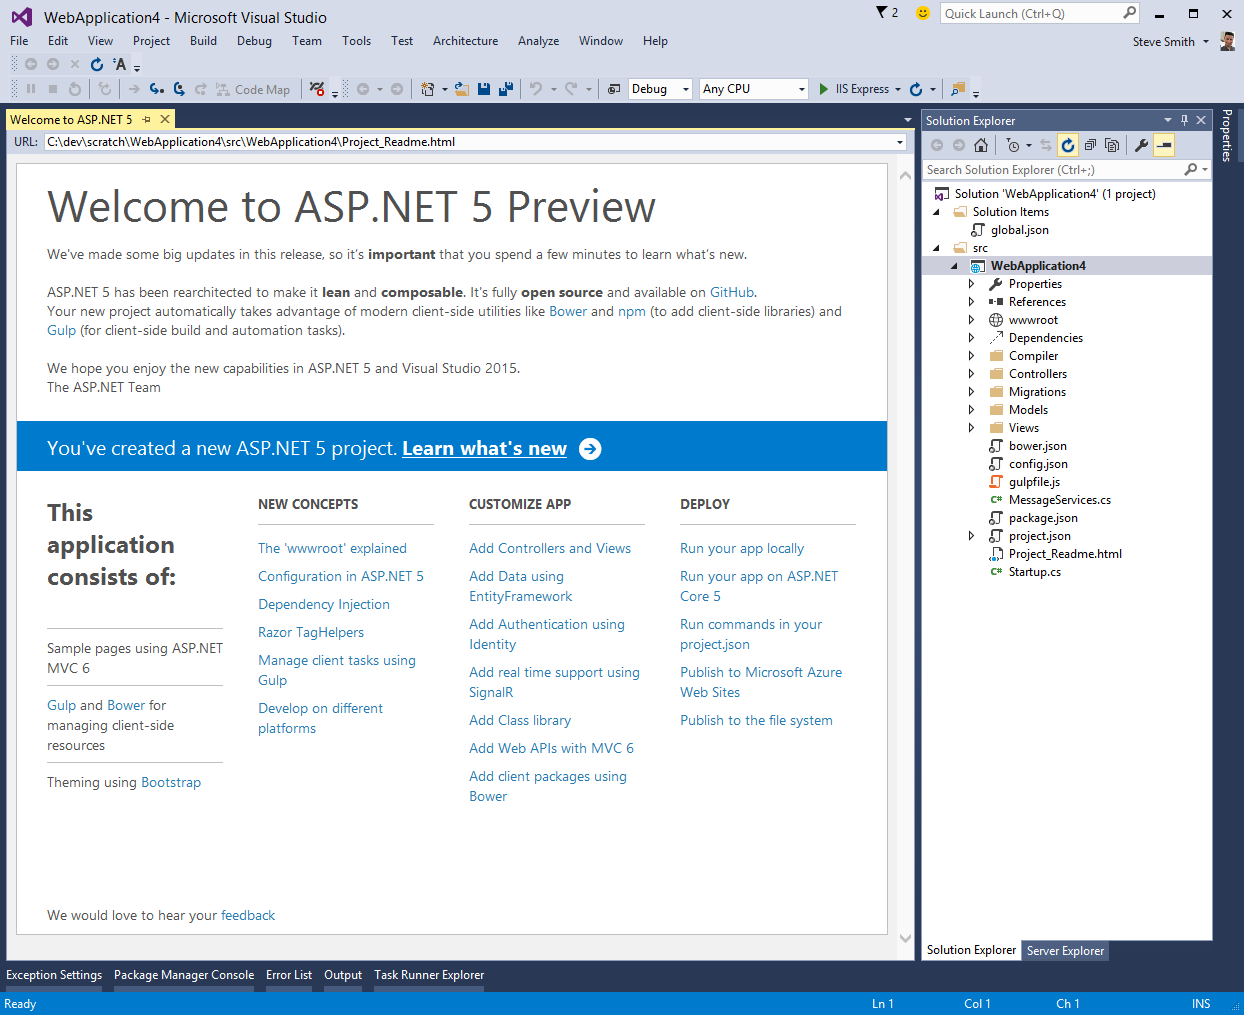 WebApplication4 - Microsoft Visual Studio
2
Quick Launch (Ctrl+Q)
File Edit View Project Build Debug Team Tools Test Architecture Analyze Window Help
Steve Smith
Code Map
Debug
Any CPU
IIS Express
Welcome to ASP.NET 5
URL: C:\dev\scratch\WebApplication4\src\WebApplication4\Project_Readme.html
Welcome to ASP.NET 5 Preview
We've made some big updates in this release, so it's important that you spend a few minutes to learn what's new.
ASP.NET 5 has been rearchitected to make it lean and composable. It's fully open source and available on GitHub.
Your new project automatically takes advantage of modern client-side utilities like Bower and npm (to add client-side libraries) and
Gulp (for client-side build and automation tasks).
We hope you enjoy the new capabilities in ASP.NET 5 and Visual Studio 2015.
The ASP.NET Team
You've created a new ASP.NET 5 project. Learn what's new
This
application
consists of:
Sample pages using ASP.NET
MVC 6
Gulp and Bower for
managing client-side
resources
Theming using Bootstrap
NEW CONCEPTS
The 'wwwroot' explained
Configuration in ASP.NET 5
Dependency Injection
Razor TagHelpers
Manage client tasks using
Gulp
Develop on different
platforms
CUSTOMIZE APP
Add Controllers and Views
Add Data using
EntityFramework
Add Authentication using
Identity
Add real time support using
SignalR
Add Class library
Add Web APIs with MVC 6
Add client packages using
Bower
DEPLOY
Run your app locally
Run your app on ASP.NET
Core 5
Run commands in your
project.json
Publish to Microsoft Azure
Web Sites
Publish to the file system
We would love to hear your feedback
Solution Explorer
Search Solution Explorer (Ctrl+;)
Solution 'WebApplication4' (1 project)
Solution Items
global.json
src
WebApplication4
Properties
References
wwwroot
Dependencies
Compiler
Controllers
Migrations
Models
Views
bower.json
config.json
gulpfile.js
C# MessageServices.cs
package.json
project.json
Project_Readme.html
C# Startup.cs
Solution Explorer
Server Explorer
Properties
Exception Settings Package Manager Console Error List Output Task Runner Explorer
Ready
Ln 1
Col 1
Ch 1
INS